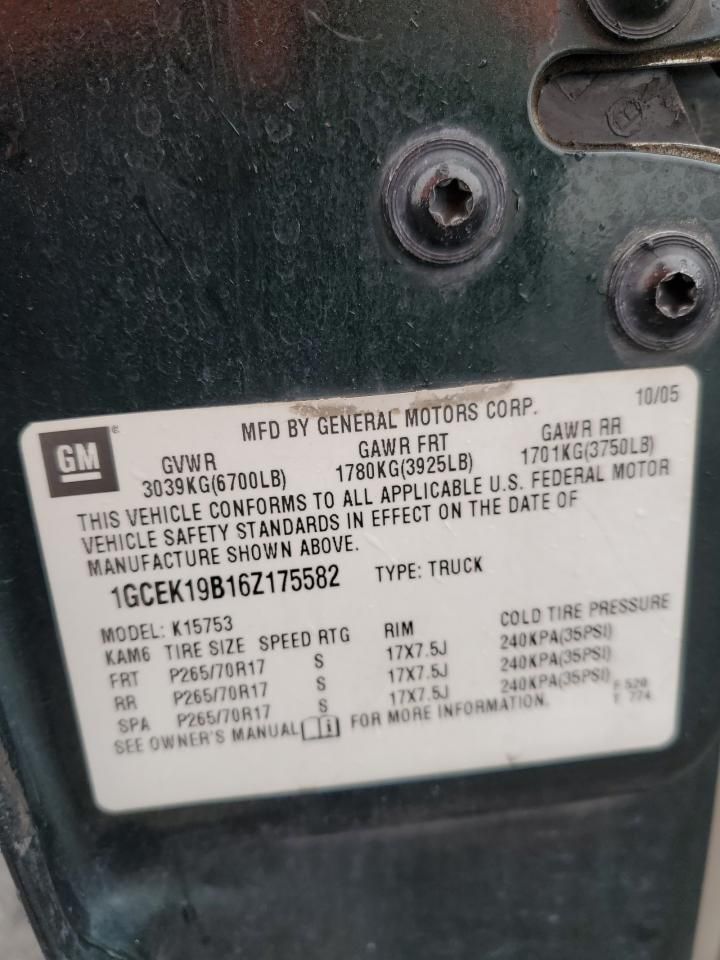 GM
MFD BY GENERAL MOTORS CORP. 10/05
GVWR GAWR FRT GAWR RR
3039KG(6700LB) 1780KG(3925LB) 1701KG(3750LB)
THIS VEHICLE CONFORMS TO ALL APPLICABLE U.S. FEDERAL MOTOR
VEHICLE SAFETY STANDARDS IN EFFECT ON THE DATE OF
MANUFACTURE SHOWN ABOVE.
1GCEK19B16Z175582 TYPE: TRUCK
MODEL: K15753
KAM6 TIRE SIZE SPEED RTG RIM COLD TIRE PRESSURE
FRT P265/70R17 S 17X7.5J 240KPA(35PSI)
RR P265/70R17 S 17X7.5J 240KPA(35PSI)
SPA P265/70R17 S 17X7.5J 240KPA(35PSI)
SEE OWNER'S MANUAL FOR MORE INFORMATION.
520
774